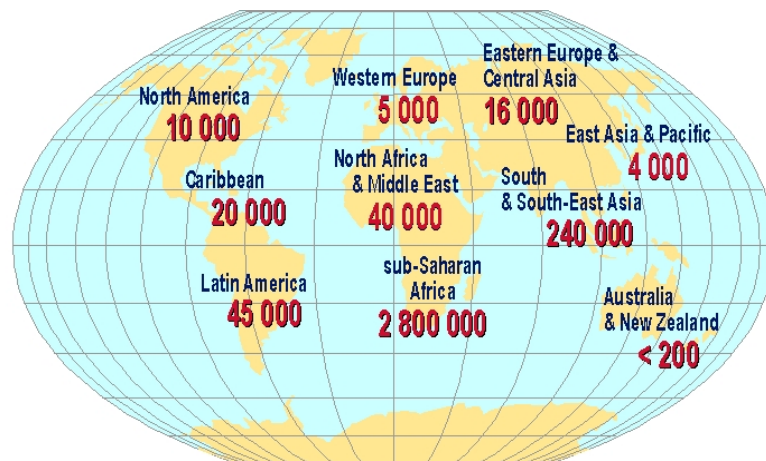 Eastern Europe &
Central Asia
16 000
Western Europe
5 000
North America
10 000
East Asia & Pacific
4 000
North Africa
& Middle East
40 000
South
& South-East Asia
240 000
Caribbean
20 000
sub-Saharan
Africa
2 800 000
Latin America
45 000
Australia
& New Zealand
< 200